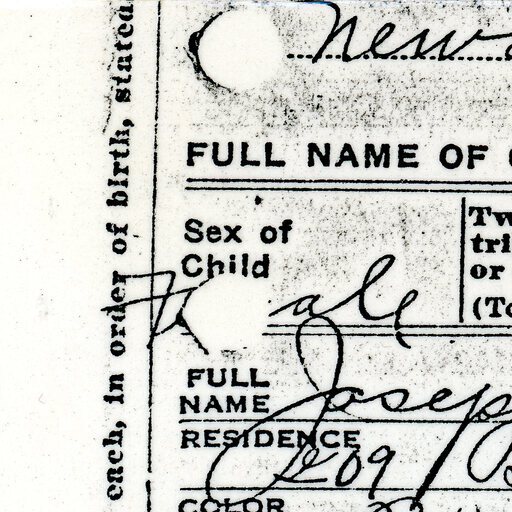 each, in order of birth, stated
New
FULL NAME OF
Sex of
Child
ale
Tw
tri
or
(To
FULL
NAME
Josep
RESIDENCE
209
COLOR